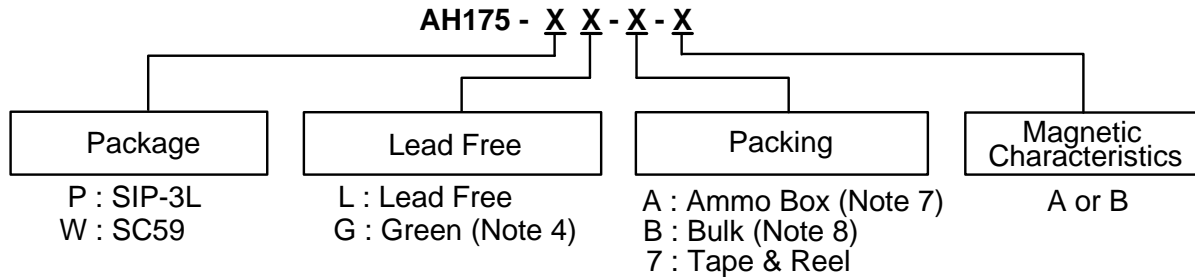 AH175 - X X - X - X
Package
Lead Free
Packing
Magnetic
Characteristics
P : SIP-3L
W : SC59
L : Lead Free
G : Green (Note 4)
A : Ammo Box (Note 7)
B : Bulk (Note 8)
7 : Tape & Reel
A or B